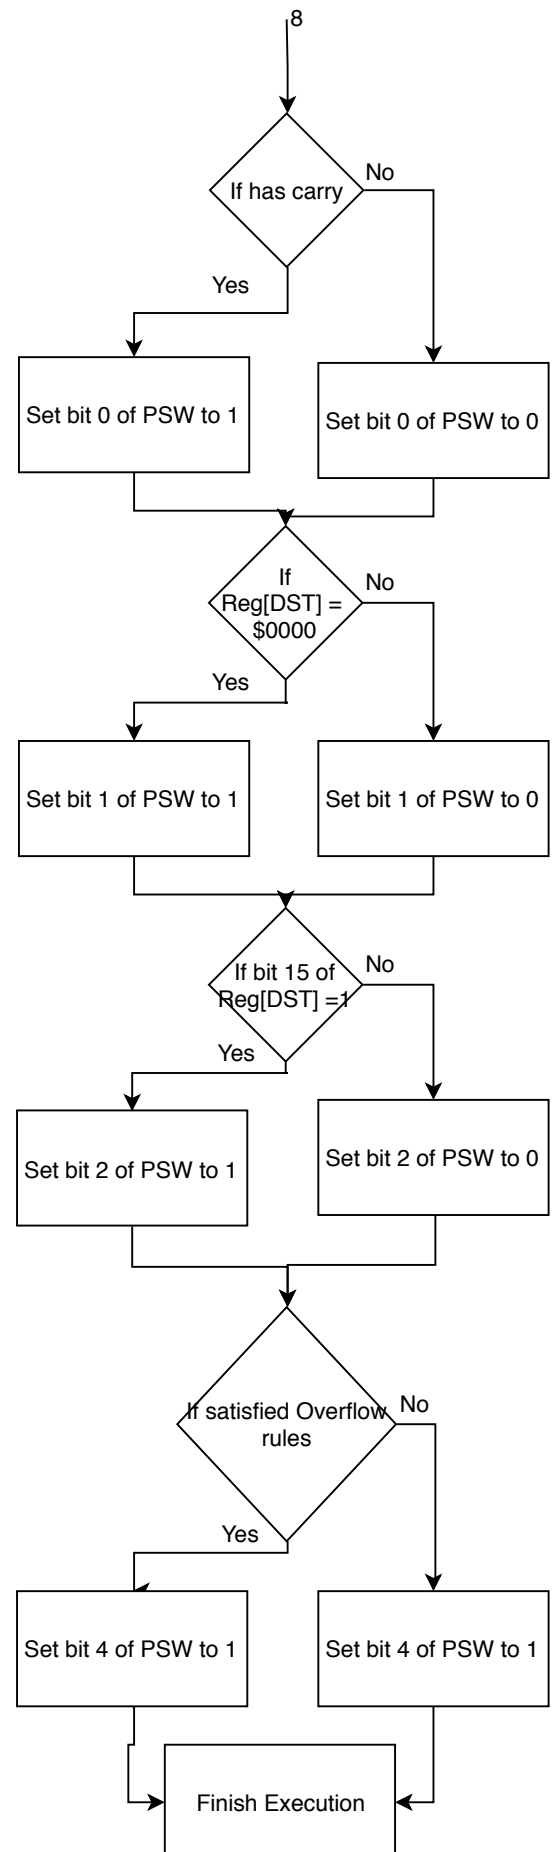 8
If has carry
No
Yes
Set bit 0 of PSW to 1
Set bit 0 of PSW to 0
If
Reg[DST] =
$0000
No
Yes
Set bit 1 of PSW to 1
Set bit 1 of PSW to 0
If bit 15 of
Reg[DST] =1
No
Yes
Set bit 2 of PSW to 1
Set bit 2 of PSW to 0
If satisfied Overflow
rules
No
Yes
Set bit 4 of PSW to 1
Set bit 4 of PSW to 1
Finish Execution